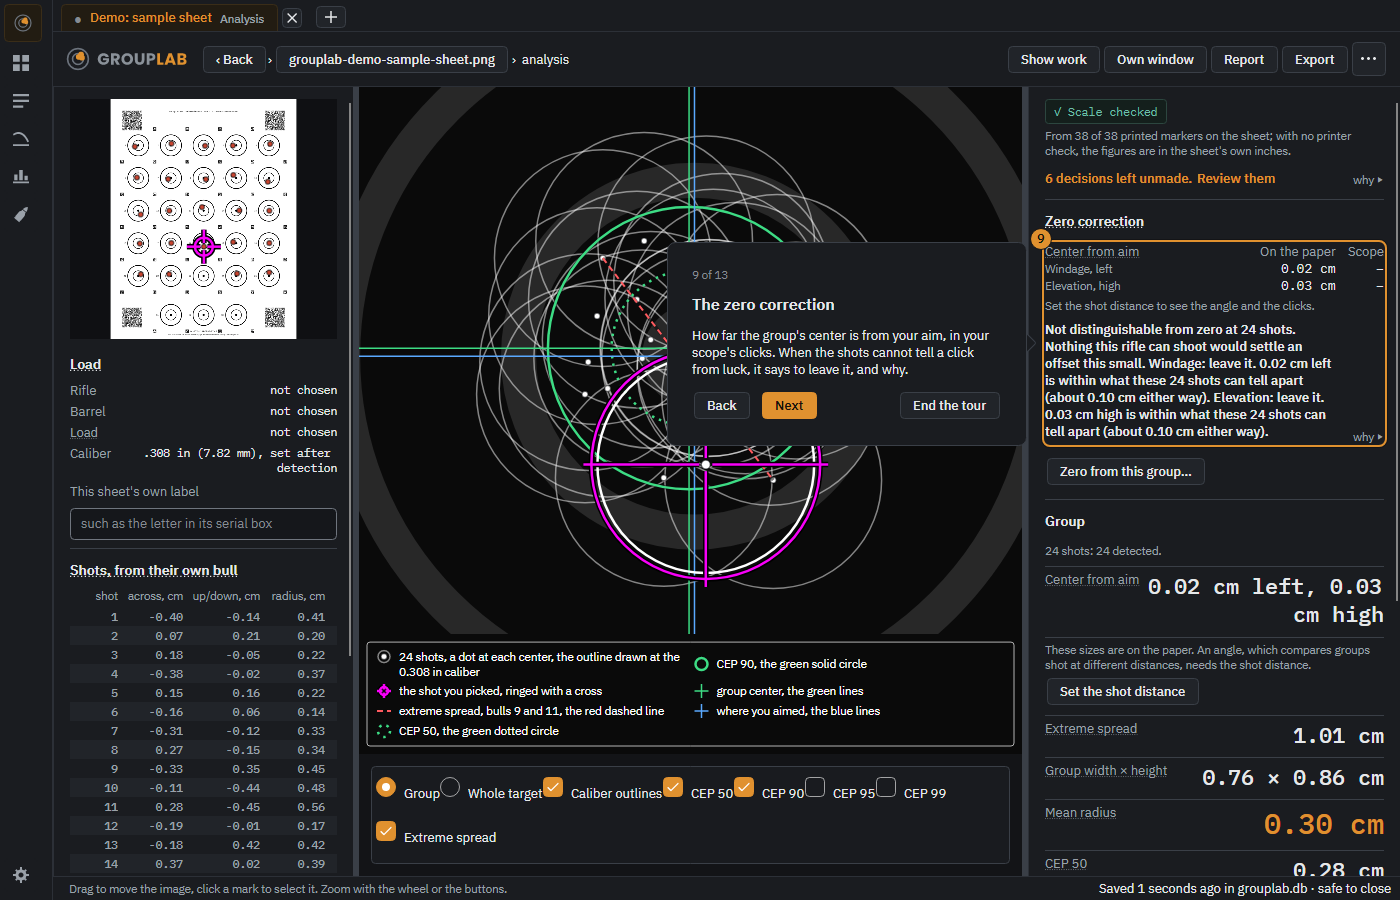 Demo: sample sheet Analysis
GROUPLAB
‹ Back › grouplab-demo-sample-sheet.png › analysis
Show work Own window Report Export ...
Load
Rifle not chosen
Barrel not chosen
Load not chosen
Caliber .308 in (7.82 mm), set after
detection
This sheet's own label
such as the letter in its serial box
Shots, from their own bull
shot across, cm up/down, cm radius, cm
1 -0.40 -0.14 0.41
2 0.07 0.21 0.20
3 0.18 -0.05 0.22
4 -0.38 -0.02 0.37
5 0.15 0.16 0.22
6 -0.16 0.06 0.14
7 -0.31 -0.12 0.33
8 0.27 -0.15 0.34
9 -0.33 0.35 0.45
10 -0.11 -0.44 0.48
11 0.28 -0.45 0.56
12 -0.19 -0.01 0.17
13 -0.18 0.42 0.42
14 0.37 0.02 0.39
9 of 13
The zero correction
How far the group's center is from your aim, in your
scope's clicks. When the shots cannot tell a click
from luck, it says to leave it, and why.
Back Next End the tour
24 shots, a dot at each center, the outline drawn at the
0.308 in caliber
the shot you picked, ringed with a cross
extreme spread, bulls 9 and 11, the red dashed line
CEP 50, the green dotted circle
CEP 90, the green solid circle
group center, the green lines
where you aimed, the blue lines
Group Whole target Caliber outlines CEP 50 CEP 90 CEP 95 CEP 99
Extreme spread
√ Scale checked
From 38 of 38 printed markers on the sheet; with no printer
check, the figures are in the sheet's own inches.
6 decisions left unmade. Review them why ▸
Zero correction
9
Center from aim On the paper Scope
Windage, left 0.02 cm –
Elevation, high 0.03 cm –
Set the shot distance to see the angle and the clicks.
Not distinguishable from zero at 24 shots.
Nothing this rifle can shoot would settle an
offset this small. Windage: leave it. 0.02 cm left
is within what these 24 shots can tell apart
(about 0.10 cm either way). Elevation: leave it.
0.03 cm high is within what these 24 shots can
tell apart (about 0.10 cm either way). why ▸
Zero from this group...
Group
24 shots: 24 detected.
Center from aim 0.02 cm left, 0.03
cm high
These sizes are on the paper. An angle, which compares groups
shot at different distances, needs the shot distance.
Set the shot distance
Extreme spread 1.01 cm
Group width × height 0.76 × 0.86 cm
Mean radius 0.30 cm
CEP 50 0.28 cm
Drag to move the image, click a mark to select it. Zoom with the wheel or the buttons.
Saved 1 seconds ago in grouplab.db · safe to close